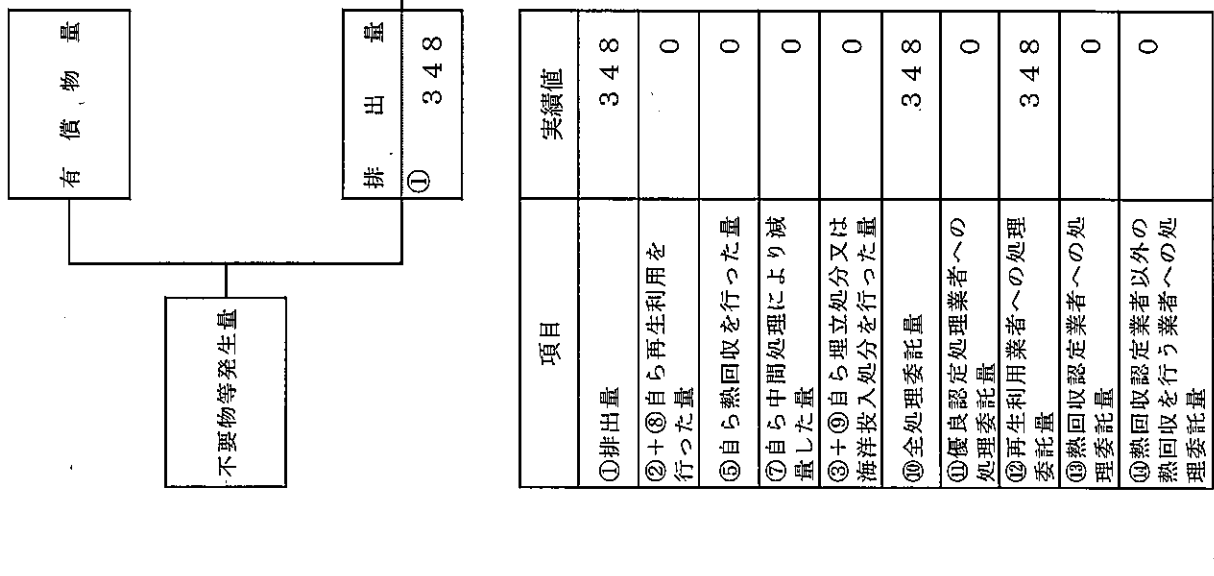 有償物量
不要物等発生量
排出量
① 348
項目 実績値
①排出量 348
②+⑧自ら再生利用を
行った量 0
⑤自ら熱回収を行った量 0
⑦自ら中間処理により減
量した量 0
③+⑨自ら埋立処分又は
海洋投入処分を行った量 0
⑩全処理委託量 348
⑪優良認定処理業者への
処理委託量 0
⑫再生利用業者への処理
委託量 348
⑬熱回収認定業者への処
理委託量 0
⑭熱回収認定業者以外の
熱回収を行う業者への処
理委託量 0